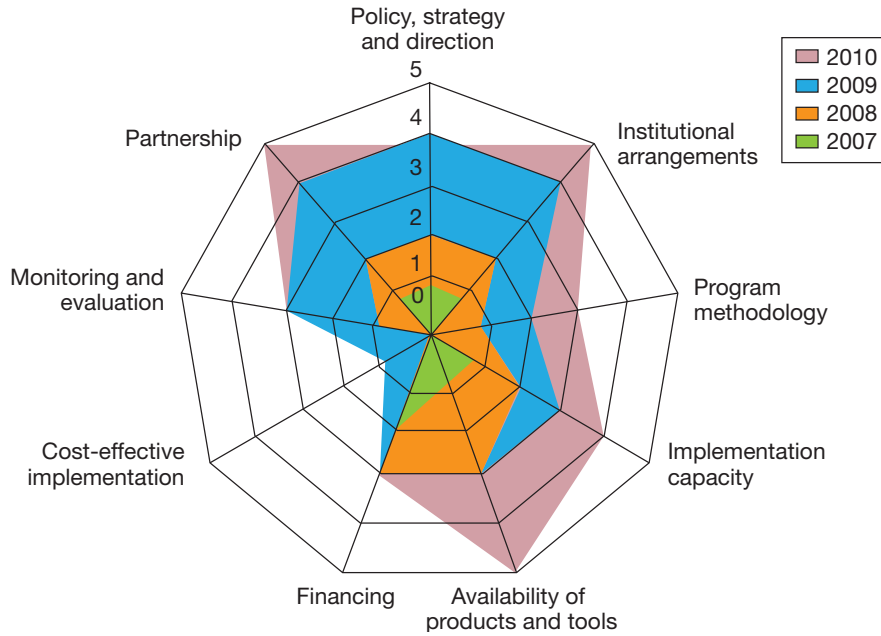 Policy, strategy
and direction
5
4
3
2
1
0
2010
2009
2008
2007
Partnership
Institutional
arrangements
Monitoring and
evaluation
Program
methodology
Cost-effective
implementation
Implementation
capacity
Financing
Availability of
products and tools